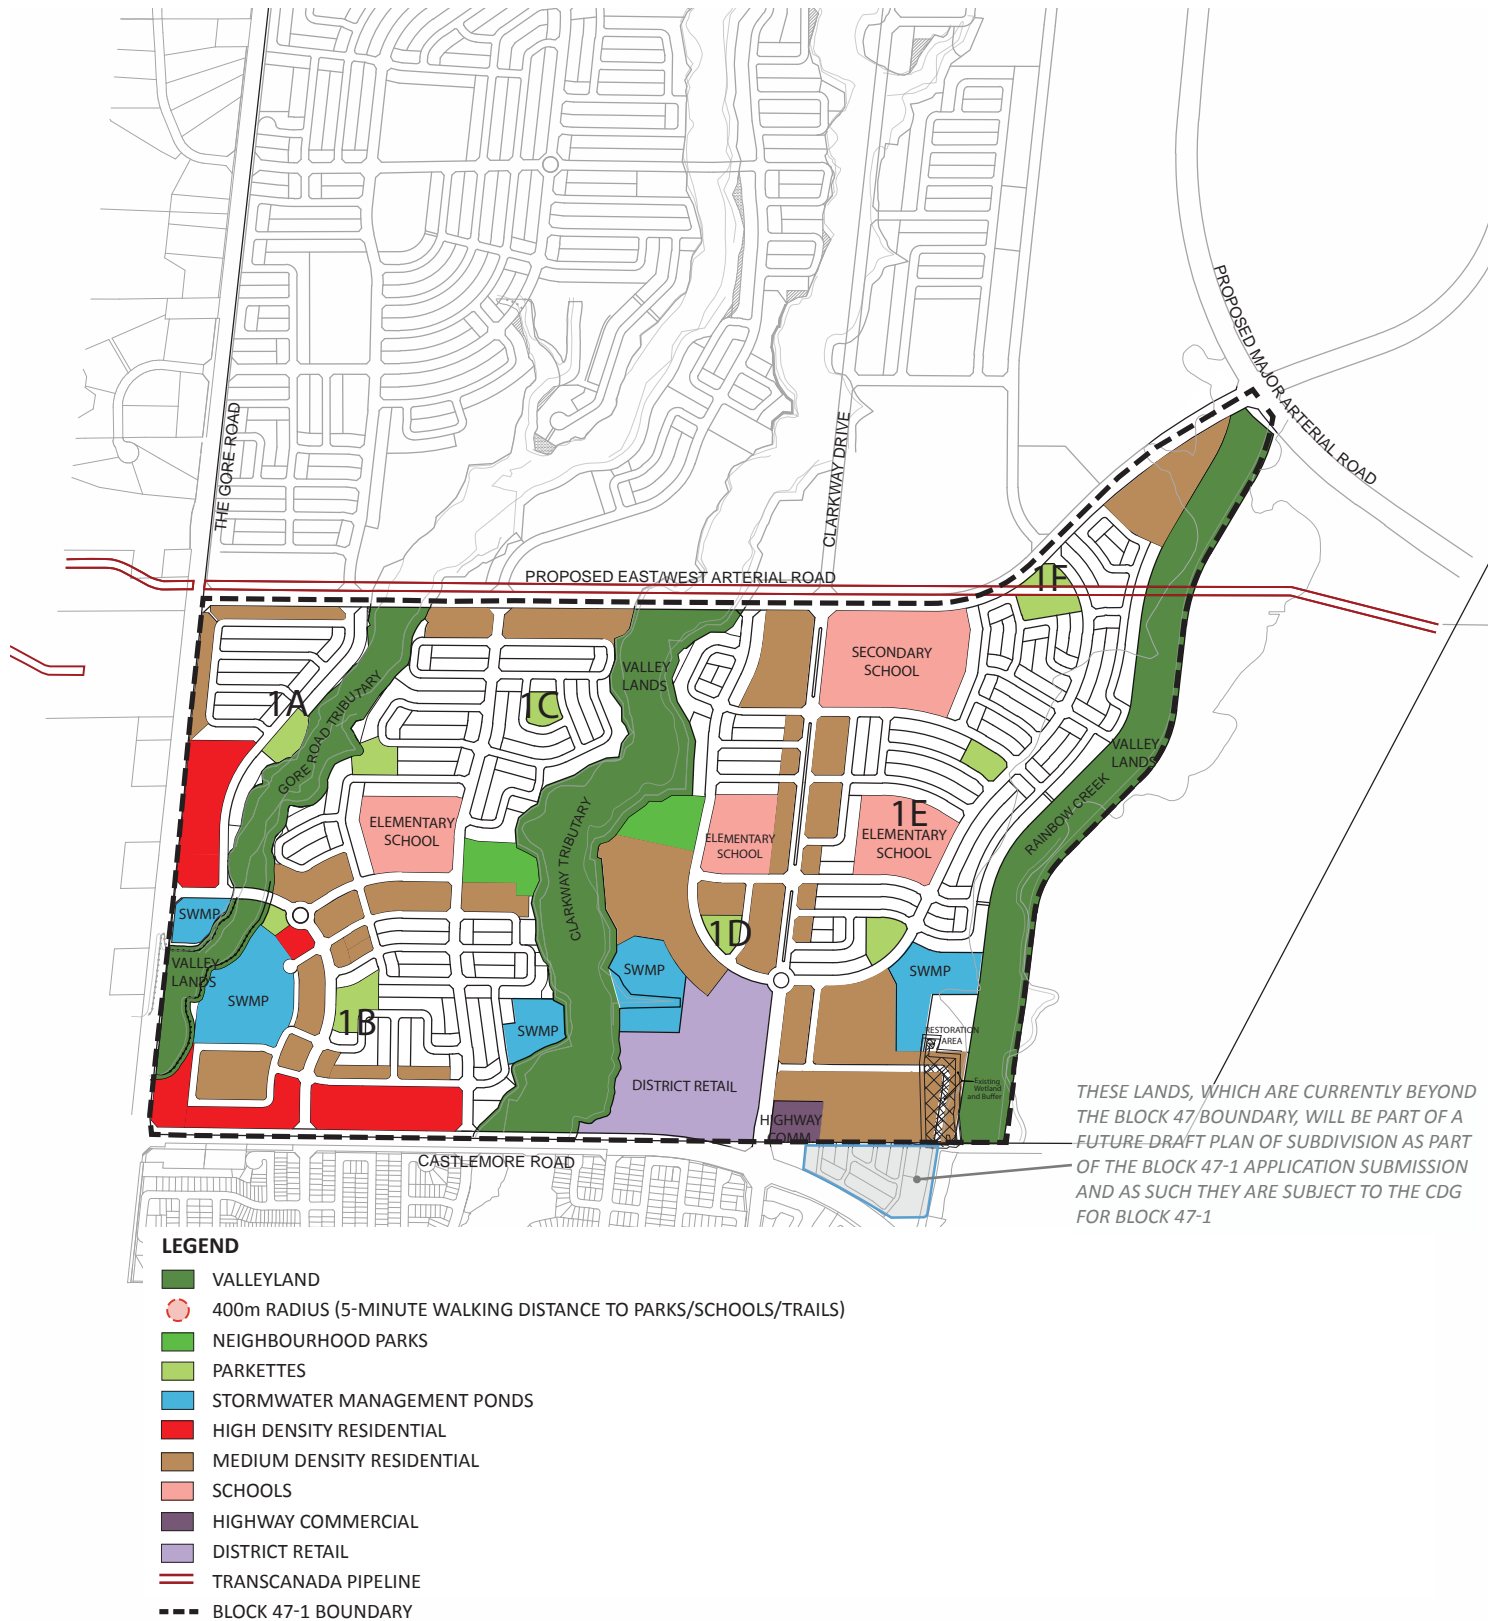 PROPOSED MAJOR ARTERIAL ROAD
THE GORE ROAD
CLARKWAY DRIVE
PROPOSED EAST/WEST ARTERIAL ROAD
1F
SECONDARY
SCHOOL
VALLEY
LANDS
1A
1C
GORE ROAD TRIBUTARY
VALLEY
LANDS
RAINBOW CREEK
ELEMENTARY
SCHOOL
CLARKWAY TRIBUTARY
ELEMENTARY
SCHOOL
1E
ELEMENTARY
SCHOOL
SWMP
1D
VALLEY
LANDS
SWMP
SWMP
SWMP
1B
SWMP
RESTORATION
AREA
DISTRICT RETAIL
Existing
Wetland
and Buffer
HIGHWAY
COMM.
CASTLEMORE ROAD
THESE LANDS, WHICH ARE CURRENTLY BEYOND
THE BLOCK 47 BOUNDARY, WILL BE PART OF A
FUTURE DRAFT PLAN OF SUBDIVISION AS PART
OF THE BLOCK 47-1 APPLICATION SUBMISSION
AND AS SUCH THEY ARE SUBJECT TO THE CDG
FOR BLOCK 47-1
LEGEND
VALLEYLAND
400m RADIUS (5-MINUTE WALKING DISTANCE TO PARKS/SCHOOLS/TRAILS)
NEIGHBOURHOOD PARKS
PARKETTES
STORMWATER MANAGEMENT PONDS
HIGH DENSITY RESIDENTIAL
MEDIUM DENSITY RESIDENTIAL
SCHOOLS
HIGHWAY COMMERCIAL
DISTRICT RETAIL
TRANSCANADA PIPELINE
BLOCK 47-1 BOUNDARY